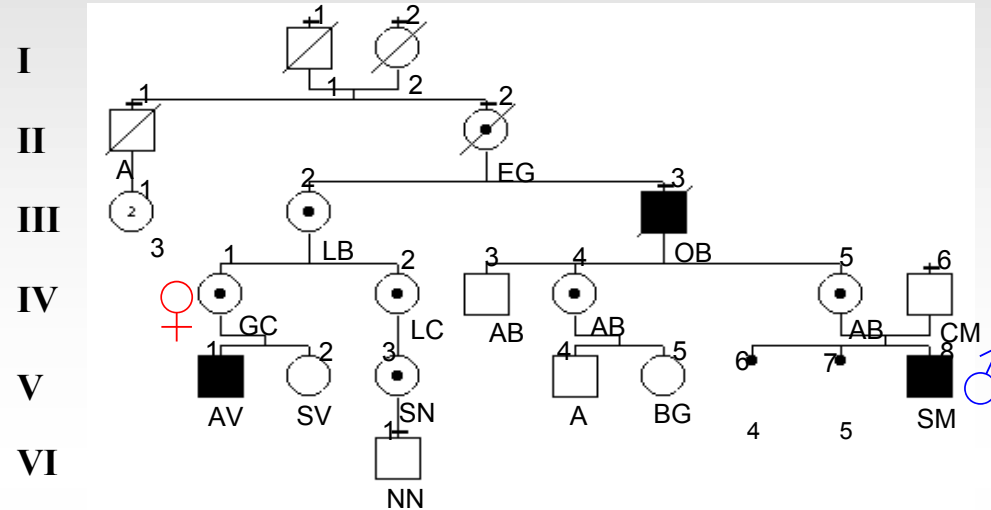 1 2
I
1 2
1 2
II
A EG
1 2 3
2
III
3 LB OB
1 2 3 4 5 6
IV
GC LC AB AB AB CM
1 2 3 4 5 6 7 8
V
AV SV SN A BG SM
4 5
1
VI
NN